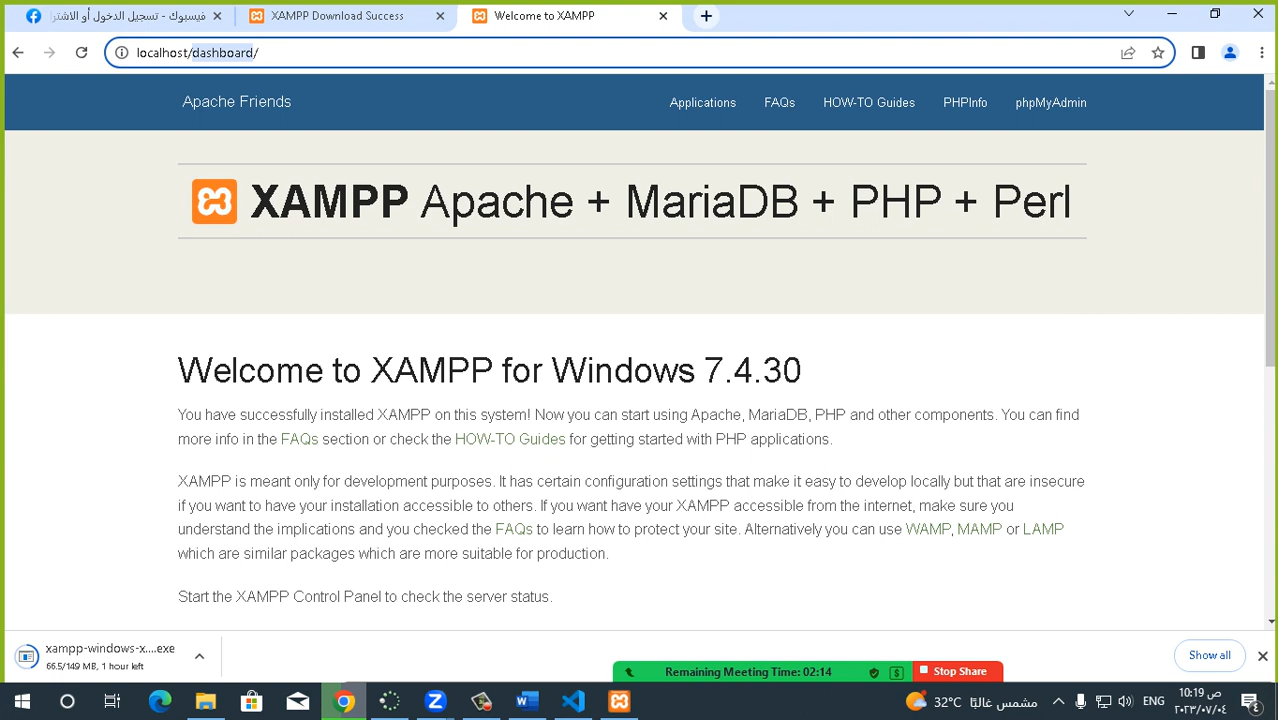 فيسبوك - تسجيل الدخول أو الاشترا
XAMPP Download Success
Welcome to XAMPP
localhost/dashboard/
Apache Friends
Applications
FAQs
HOW-TO Guides
PHPInfo
phpMyAdmin
XAMPP Apache + MariaDB + PHP + Perl
Welcome to XAMPP for Windows 7.4.30
You have successfully installed XAMPP on this system! Now you can start using Apache, MariaDB, PHP and other components. You can find
more info in the FAQs section or check the HOW-TO Guides for getting started with PHP applications.
XAMPP is meant only for development purposes. It has certain configuration settings that make it easy to develop locally but that are insecure
if you want to have your installation accessible to others. If you want have your XAMPP accessible from the internet, make sure you
understand the implications and you checked the FAQs to learn how to protect your site. Alternatively you can use WAMP, MAMP or LAMP
which are similar packages which are more suitable for production.
Start the XAMPP Control Panel to check the server status.
xampp-windows-x....exe
66.5/149 MB, 1 hour left
Show all
Remaining Meeting Time: 02:14
Stop Share
32°C مشمس غالبًا
ENG
10:19 ص
٢٠٢٣/٠٧/٠٤